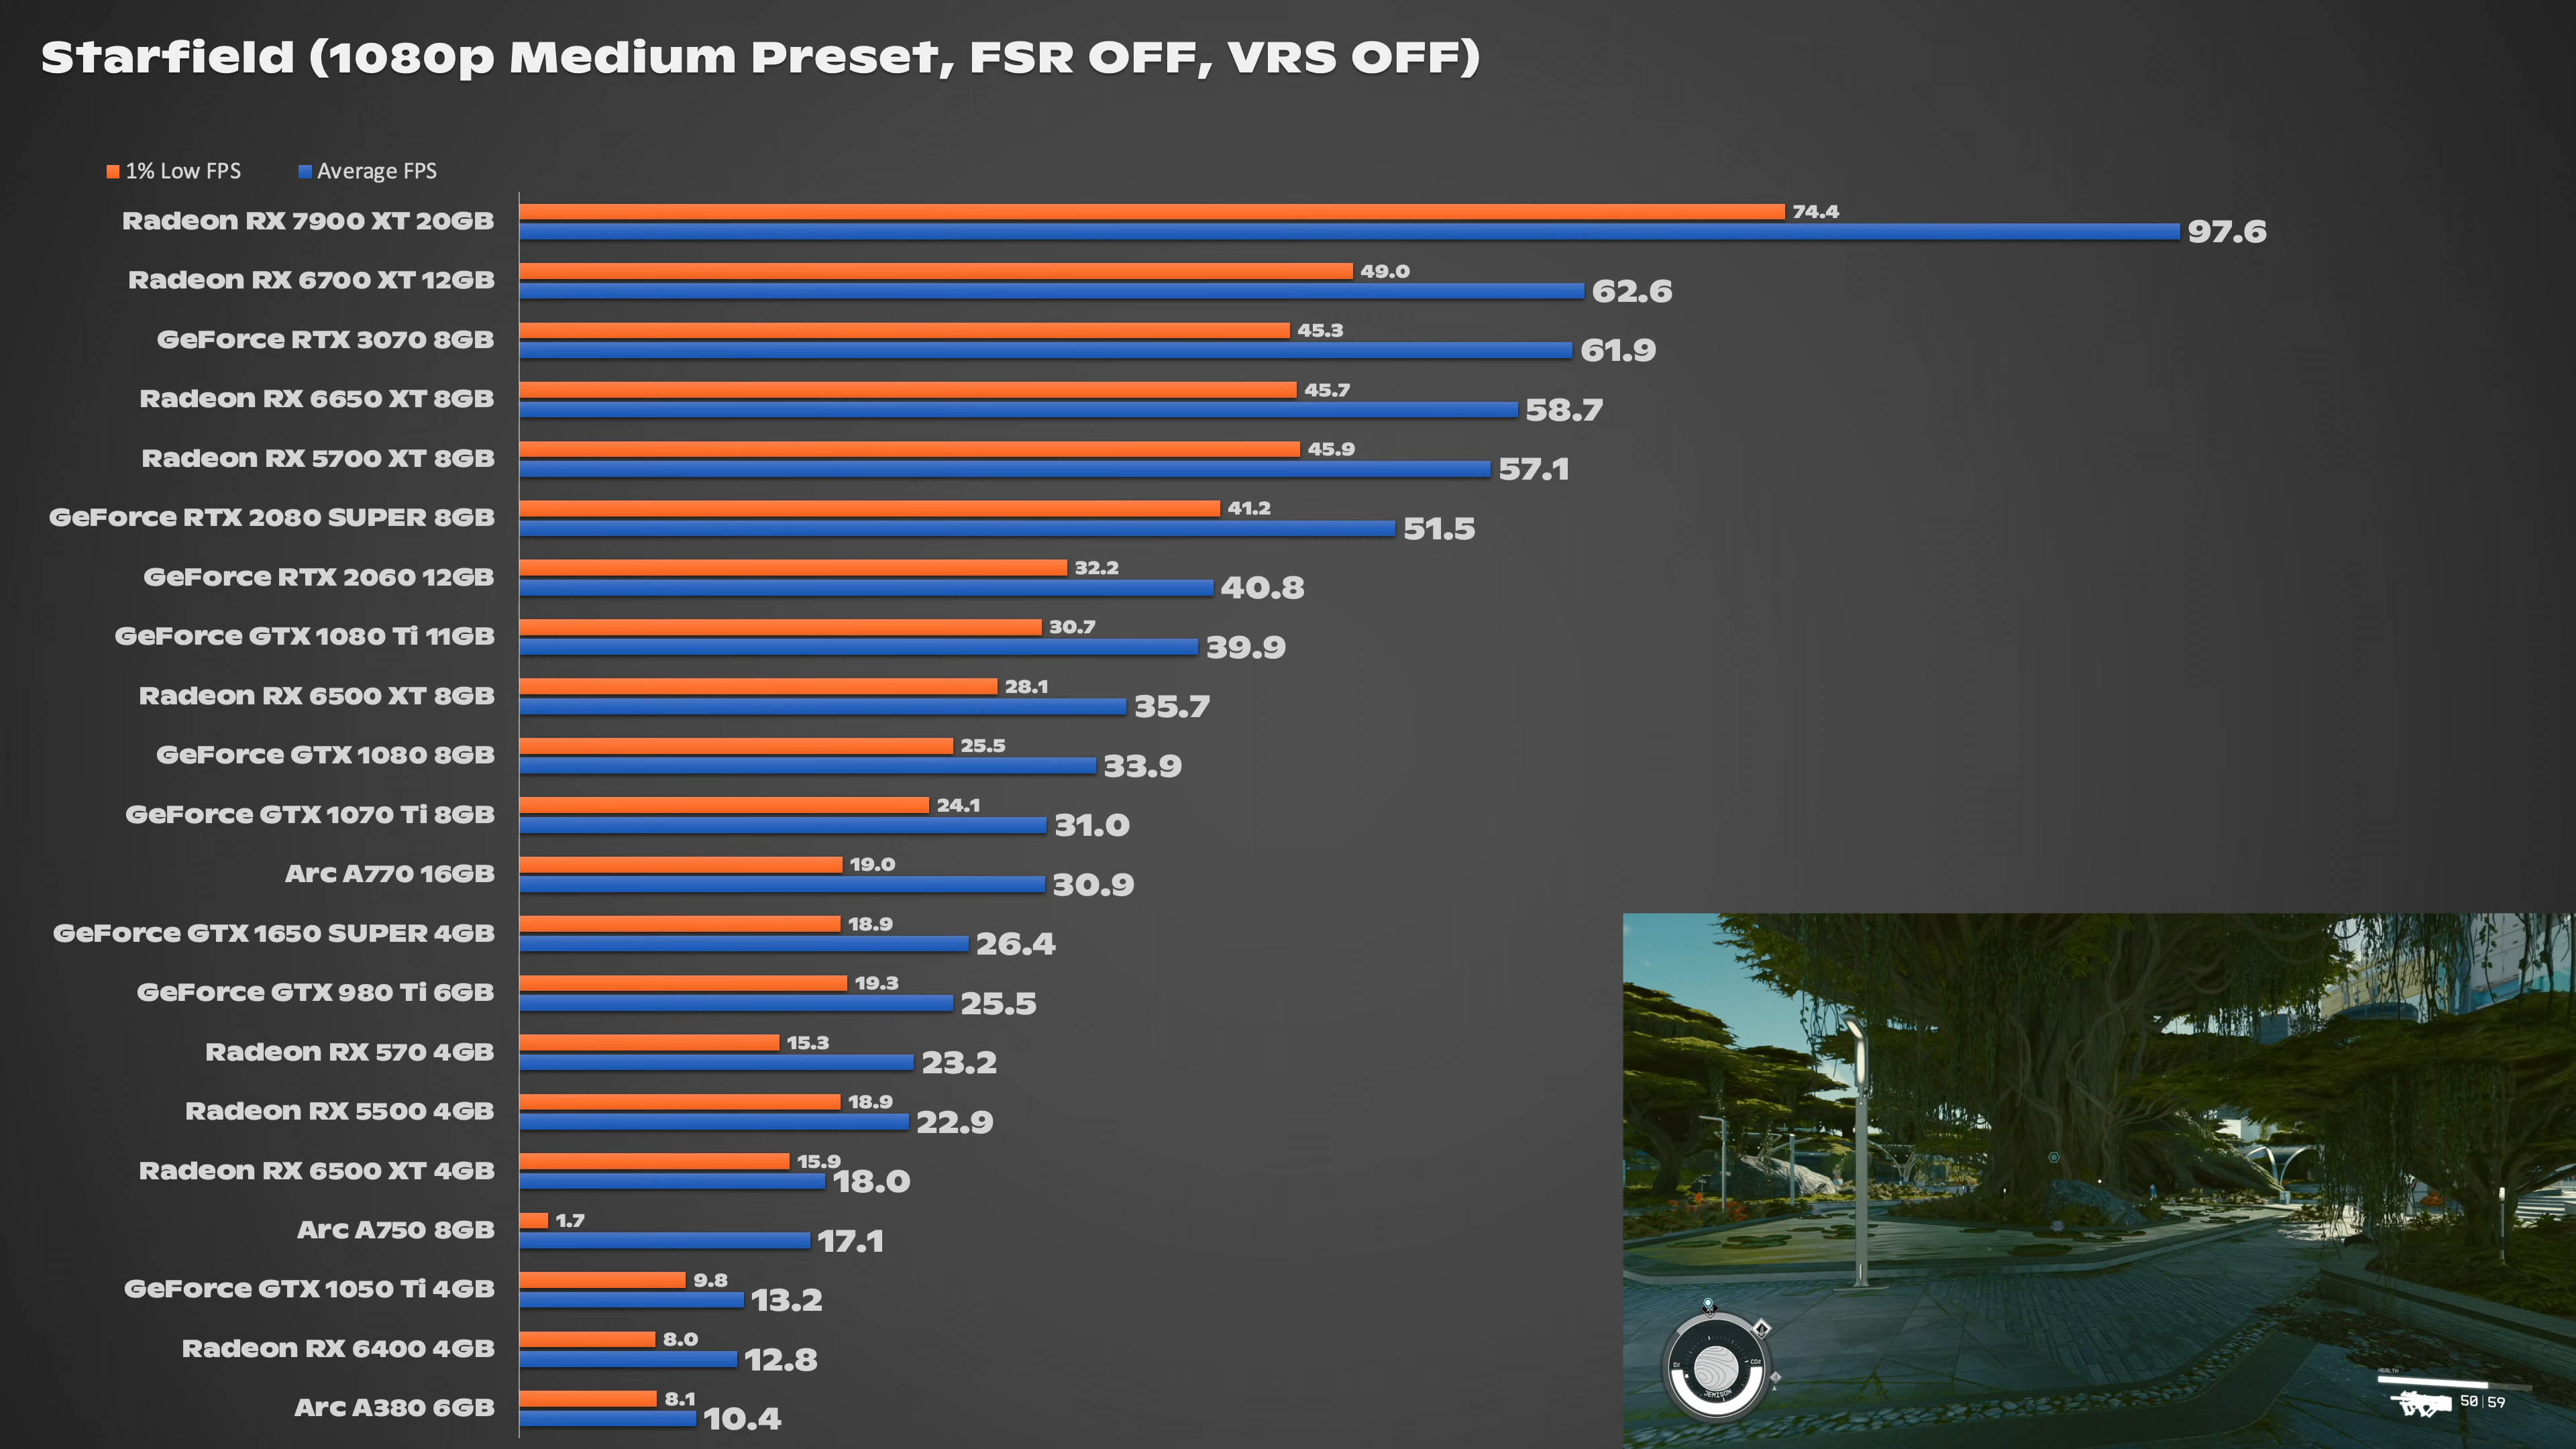 Starfield (1080p Medium Preset, FSR OFF, VRS OFF)
1% Low FPS Average FPS
Radeon RX 7900 XT 20GB 74.4 97.6
Radeon RX 6700 XT 12GB 49.0 62.6
GeForce RTX 3070 8GB 45.3 61.9
Radeon RX 6650 XT 8GB 45.7 58.7
Radeon RX 5700 XT 8GB 45.9 57.1
GeForce RTX 2080 SUPER 8GB 41.2 51.5
GeForce RTX 2060 12GB 32.2 40.8
GeForce GTX 1080 Ti 11GB 30.7 39.9
Radeon RX 6500 XT 8GB 28.1 35.7
GeForce GTX 1080 8GB 25.5 33.9
GeForce GTX 1070 Ti 8GB 24.1 31.0
Arc A770 16GB 19.0 30.9
GeForce GTX 1650 SUPER 4GB 18.9 26.4
GeForce GTX 980 Ti 6GB 19.3 25.5
Radeon RX 570 4GB 15.3 23.2
Radeon RX 5500 4GB 18.9 22.9
Radeon RX 6500 XT 4GB 15.9 18.0
Arc A750 8GB 1.7 17.1
GeForce GTX 1050 Ti 4GB 9.8 13.2
Radeon RX 6400 4GB 8.0 12.8
Arc A380 6GB 8.1 10.4
O2 CO2
JEMISON
HEALTH
50|59